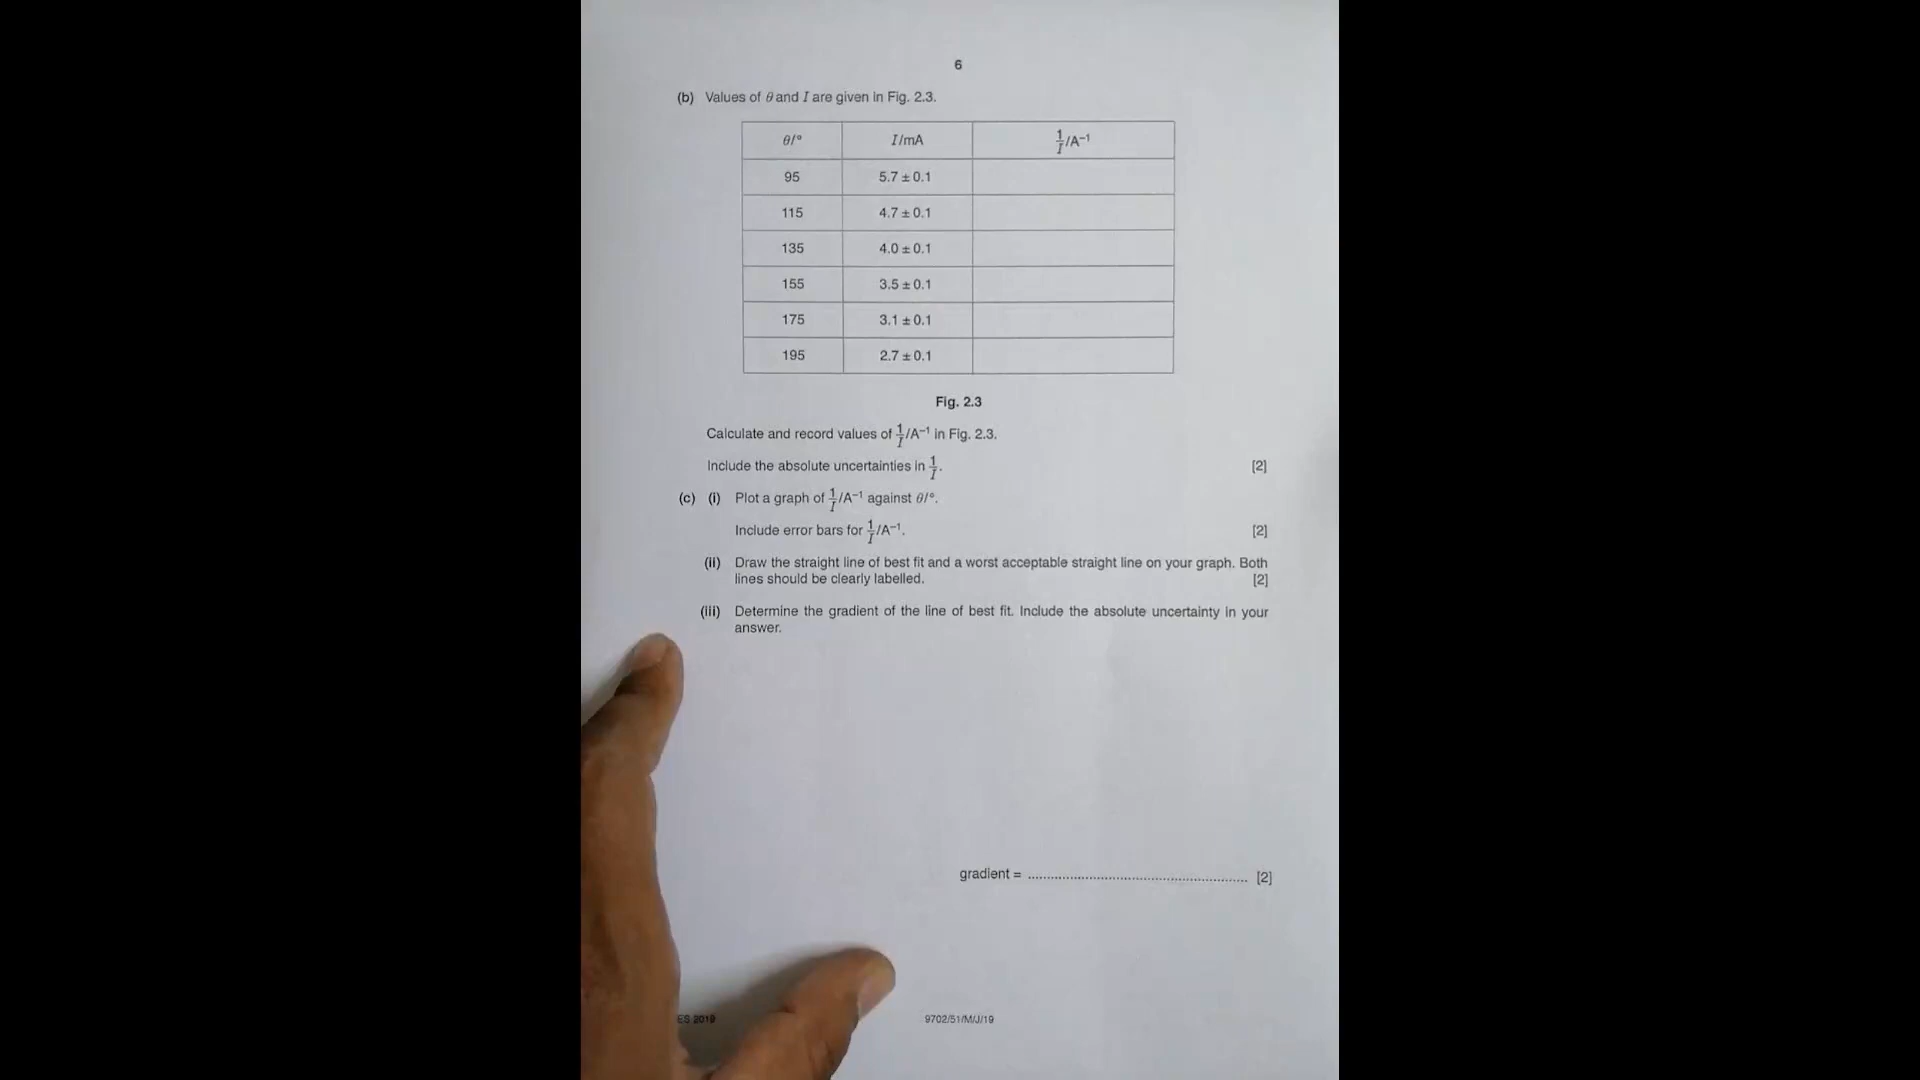 6
(b) Values of θ and I are given in Fig. 2.3.
θ/° I/mA 1/I /A⁻¹
95 5.7 ± 0.1
115 4.7 ± 0.1
135 4.0 ± 0.1
155 3.5 ± 0.1
175 3.1 ± 0.1
195 2.7 ± 0.1
Fig. 2.3
Calculate and record values of 1/I /A⁻¹ in Fig. 2.3.
Include the absolute uncertainties in 1/I. [2]
(c) (i) Plot a graph of 1/I /A⁻¹ against θ/°.
Include error bars for 1/I /A⁻¹. [2]
(ii) Draw the straight line of best fit and a worst acceptable straight line on your graph. Both
lines should be clearly labelled. [2]
(iii) Determine the gradient of the line of best fit. Include the absolute uncertainty in your
answer.
gradient = ........................................................ [2]
ES 2019 9702/51/M/J/19